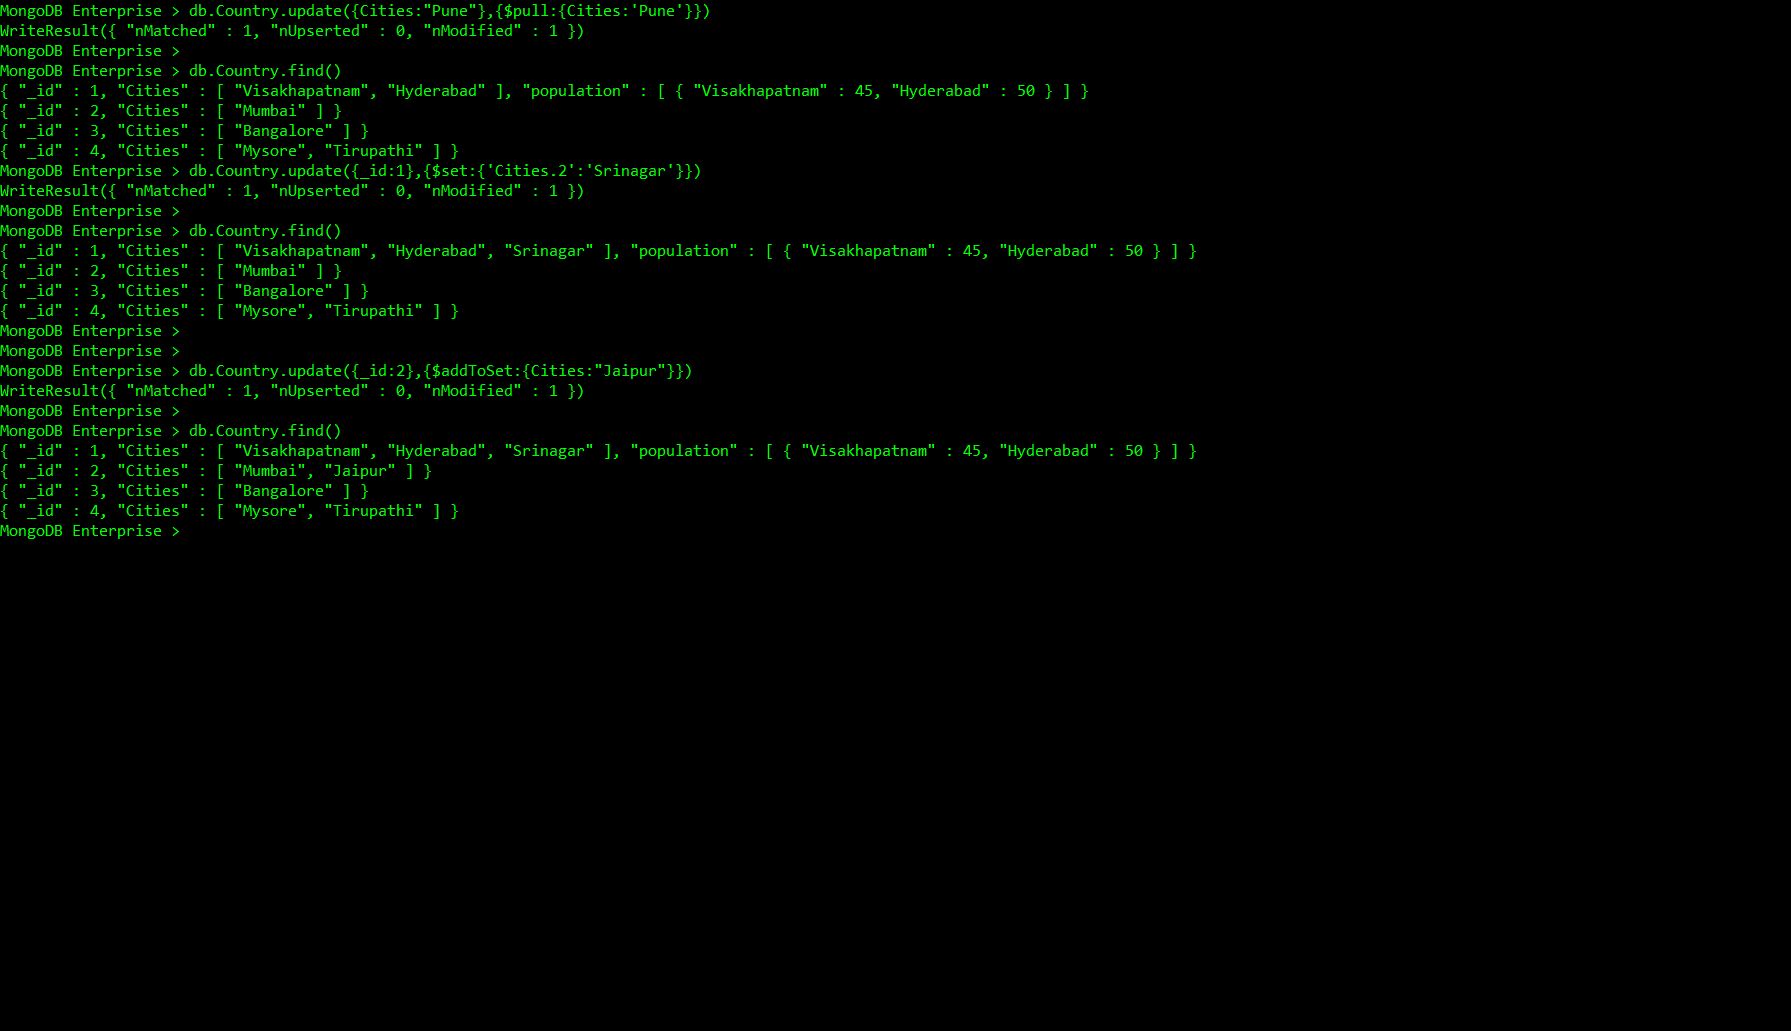 MongoDB Enterprise > db.Country.update({Cities:"Pune"},{$pull:{Cities:'Pune'}})
WriteResult({ "nMatched" : 1, "nUpserted" : 0, "nModified" : 1 })
MongoDB Enterprise >
MongoDB Enterprise > db.Country.find()
{ "_id" : 1, "Cities" : [ "Visakhapatnam", "Hyderabad" ], "population" : [ { "Visakhapatnam" : 45, "Hyderabad" : 50 } ] }
{ "_id" : 2, "Cities" : [ "Mumbai" ] }
{ "_id" : 3, "Cities" : [ "Bangalore" ] }
{ "_id" : 4, "Cities" : [ "Mysore", "Tirupathi" ] }
MongoDB Enterprise > db.Country.update({_id:1},{$set:{'Cities.2':'Srinagar'}})
WriteResult({ "nMatched" : 1, "nUpserted" : 0, "nModified" : 1 })
MongoDB Enterprise >
MongoDB Enterprise > db.Country.find()
{ "_id" : 1, "Cities" : [ "Visakhapatnam", "Hyderabad", "Srinagar" ], "population" : [ { "Visakhapatnam" : 45, "Hyderabad" : 50 } ] }
{ "_id" : 2, "Cities" : [ "Mumbai" ] }
{ "_id" : 3, "Cities" : [ "Bangalore" ] }
{ "_id" : 4, "Cities" : [ "Mysore", "Tirupathi" ] }
MongoDB Enterprise >
MongoDB Enterprise >
MongoDB Enterprise > db.Country.update({_id:2},{$addToSet:{Cities:"Jaipur"}})
WriteResult({ "nMatched" : 1, "nUpserted" : 0, "nModified" : 1 })
MongoDB Enterprise >
MongoDB Enterprise > db.Country.find()
{ "_id" : 1, "Cities" : [ "Visakhapatnam", "Hyderabad", "Srinagar" ], "population" : [ { "Visakhapatnam" : 45, "Hyderabad" : 50 } ] }
{ "_id" : 2, "Cities" : [ "Mumbai", "Jaipur" ] }
{ "_id" : 3, "Cities" : [ "Bangalore" ] }
{ "_id" : 4, "Cities" : [ "Mysore", "Tirupathi" ] }
MongoDB Enterprise >